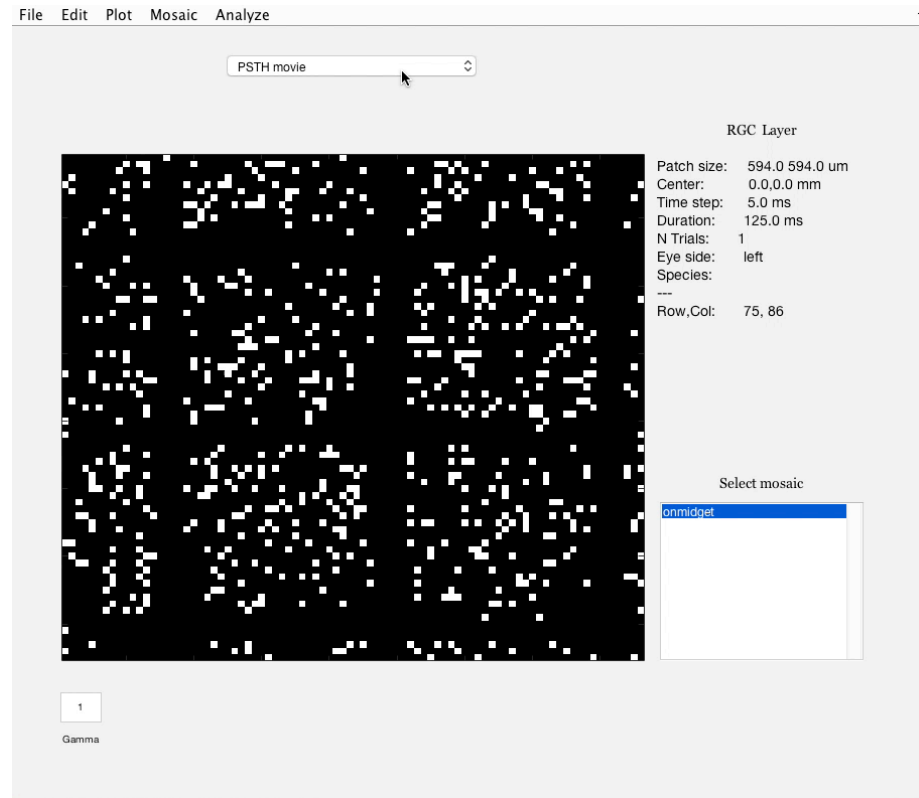 File Edit Plot Mosaic Analyze
PSTH movie
RGC Layer
Patch size: 594.0 594.0 um
Center: 0.0,0.0 mm
Time step: 5.0 ms
Duration: 125.0 ms
N Trials: 1
Eye side: left
Species:
---
Row,Col: 75, 86
Select mosaic
onmidget
1
Gamma